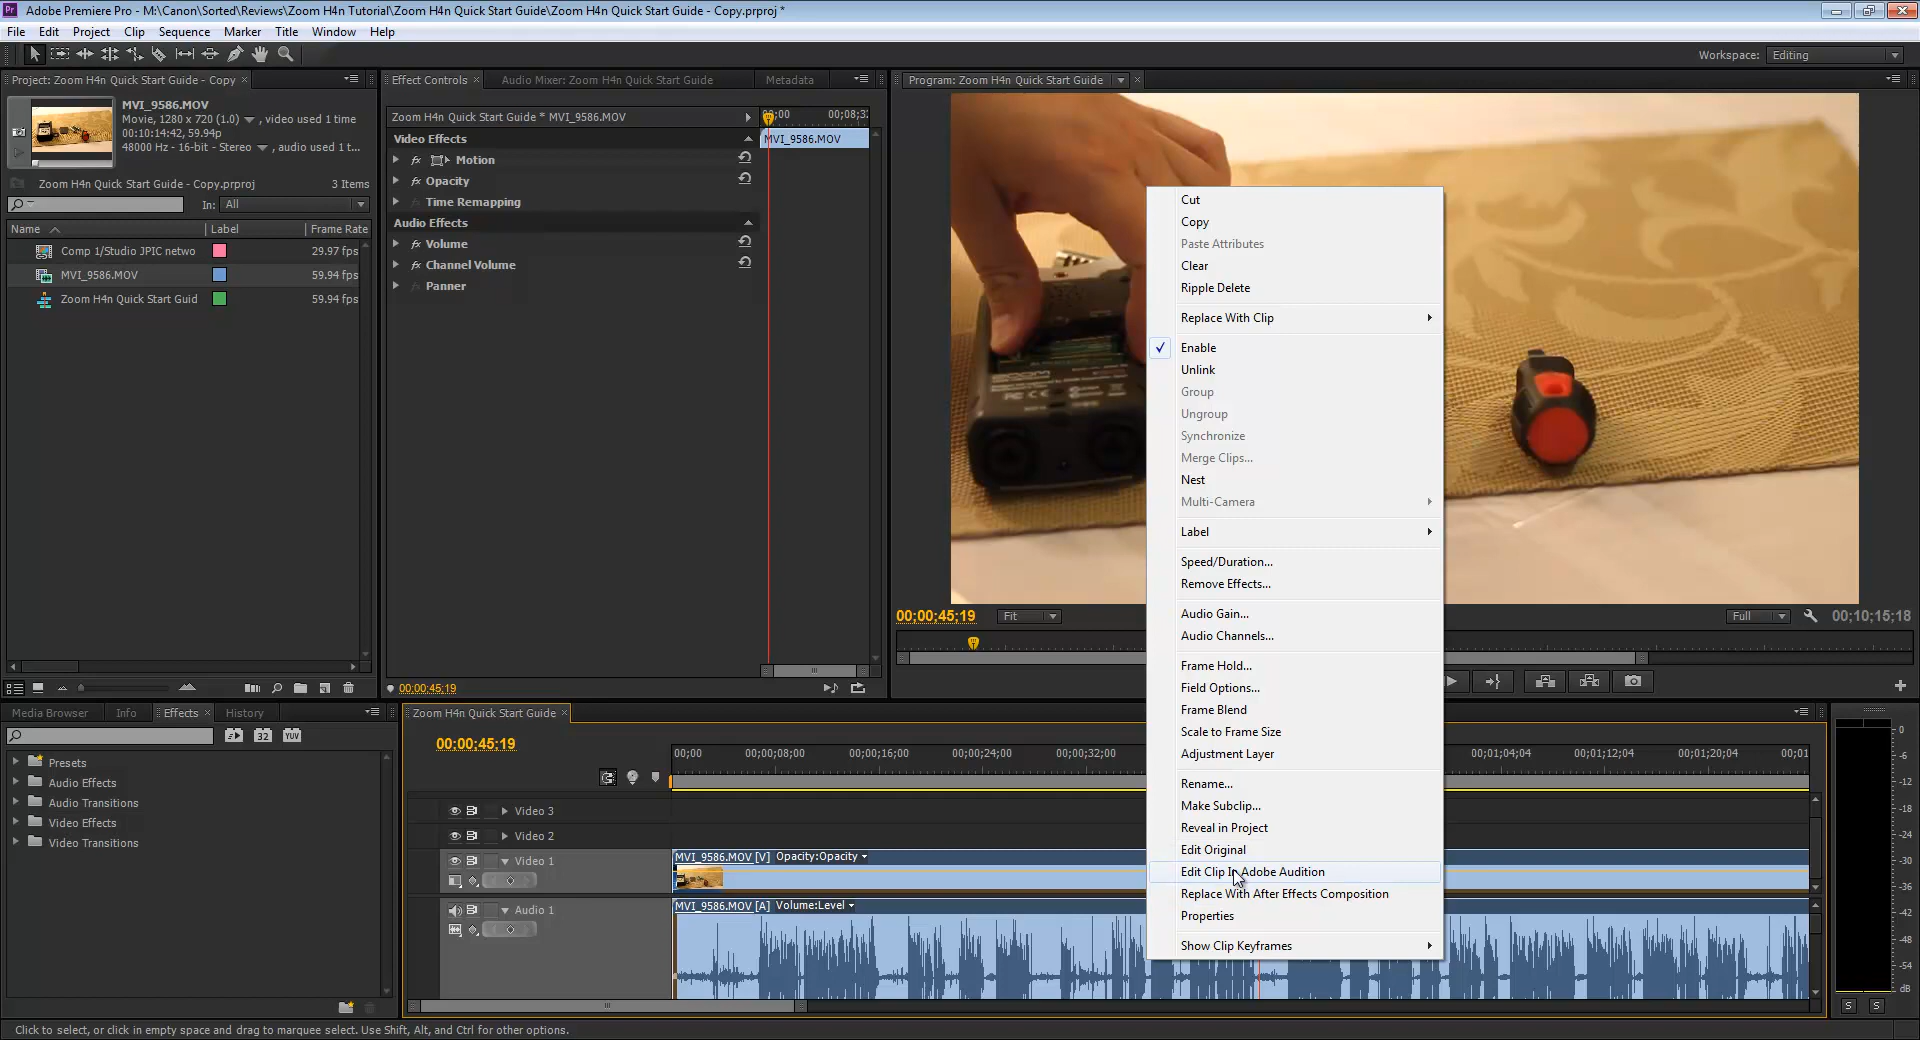 Adobe Premiere Pro - M:\Canon\Sorted\Reviews\Zoom H4n Tutorial\Zoom H4n Quick Start Guide\Zoom H4n Quick Start Guide - Copy.prproj *
File Edit Project Clip Sequence Marker Title Window Help
Workspace: Editing
Project: Zoom H4n Quick Start Guide - Copy
MVI_9586.MOV
Movie, 1280 x 720 (1.0) , video used 1 time
00;10;14;42, 59.94p
48000 Hz - 16-bit - Stereo , audio used 1 t...
Zoom H4n Quick Start Guide - Copy.prproj 3 Items
In: All
Name Label Frame Rate
Comp 1/Studio JPIC netwo 29.97 fps
MVI_9586.MOV 59.94 fps
Zoom H4n Quick Start Guid 59.94 fps
Effect Controls Audio Mixer: Zoom H4n Quick Start Guide Metadata
Zoom H4n Quick Start Guide * MVI_9586.MOV
00;00 00;08;32
Video Effects MVI_9586.MOV
fx Motion
fx Opacity
fx Time Remapping
Audio Effects
fx Volume
fx Channel Volume
Panner
00;00;45;19
Program: Zoom H4n Quick Start Guide
ZOOM
00;00;45;19 Fit Full 00;10;15;18
Cut
Copy
Paste Attributes
Clear
Ripple Delete
Replace With Clip
Enable
Unlink
Group
Ungroup
Synchronize
Merge Clips...
Nest
Multi-Camera
Label
Speed/Duration...
Remove Effects...
Audio Gain...
Audio Channels...
Frame Hold...
Field Options...
Frame Blend
Scale to Frame Size
Adjustment Layer
Rename...
Make Subclip...
Reveal in Project
Edit Original
Edit Clip In Adobe Audition
Replace With After Effects Composition
Properties
Show Clip Keyframes
Media Browser Info Effects History
32 YUV
Presets
Audio Effects
Audio Transitions
Video Effects
Video Transitions
Zoom H4n Quick Start Guide
00;00;45;19
00;00 00;00;08;00 00;00;16;00 00;00;24;00 00;00;32;00 00;01;04;04 00;01;12;04 00;01;20;04 00;01
Video 3
Video 2
Video 1
MVI_9586.MOV [V] Opacity:Opacity
Audio 1
MVI_9586.MOV [A] Volume:Level
0
-6
-12
-18
-24
-30
-36
-42
-48
-54
dB
S S
Click to select, or click in empty space and drag to marquee select. Use Shift, Alt, and Ctrl for other options.